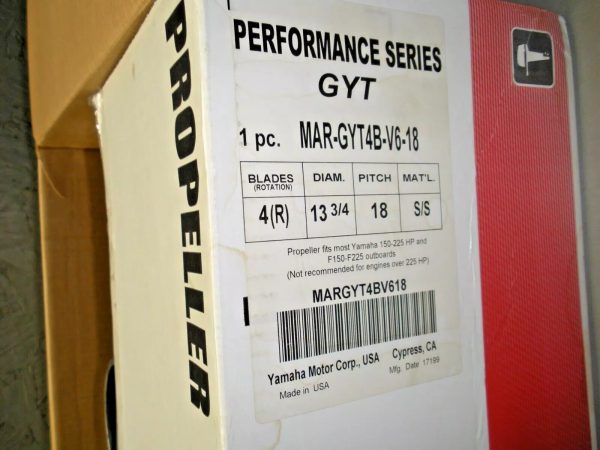 PROPELLER
PERFORMANCE SERIES
GYT
1 pc. MAR-GYT4B-V6-18
BLADES (ROTATION) DIAM. PITCH MAT'L.
4(R) 13 3/4 18 S/S
Propeller fits most Yamaha 150-225 HP and
F150-F225 outboards
(Not recommended for engines over 225 HP)
MARGYT4BV618
Yamaha Motor Corp., USA Cypress, CA
Made in USA Mfg. Date 17199